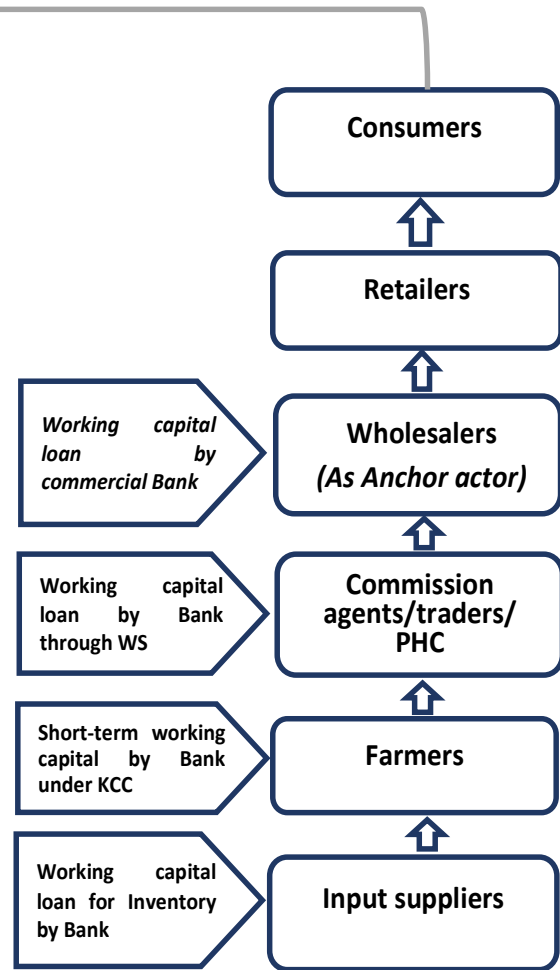 Consumers
Retailers
Working capital
loan by
commercial Bank
Wholesalers
(As Anchor actor)
Working capital
loan by Bank
through WS
Commission
agents/traders/
PHC
Short-term working
capital by Bank
under KCC
Farmers
Working capital
loan for Inventory
by Bank
Input suppliers